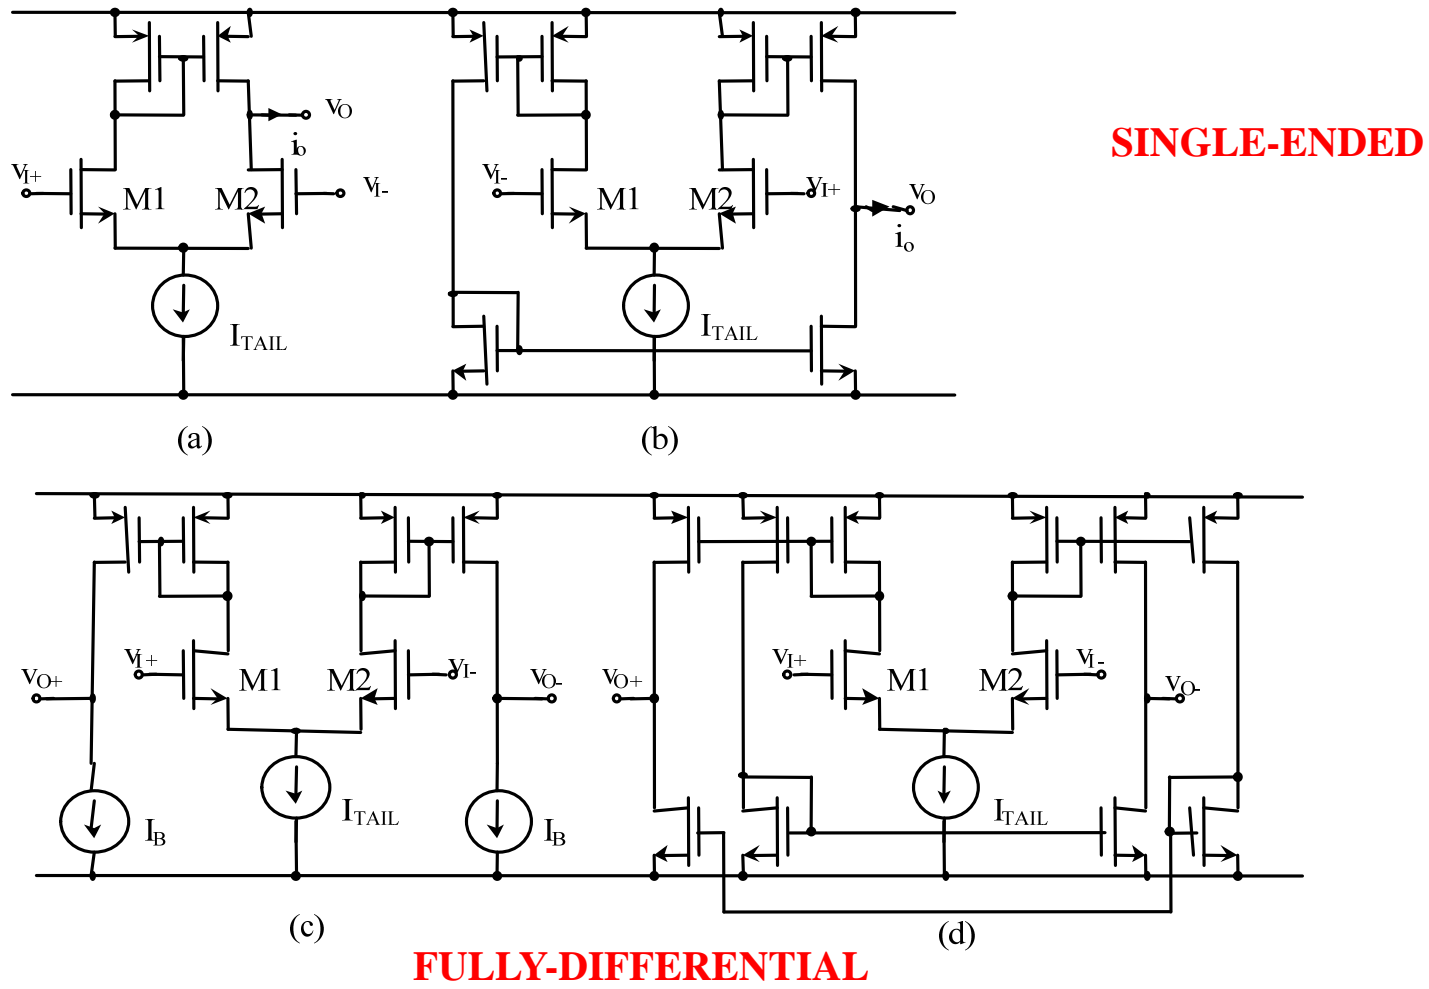 SINGLE-ENDED
vO
io
vI+
M1
M2
vI-
ITAIL
(a)
vI-
M1
M2
vI+
vO
io
ITAIL
(b)
vI+
M1
M2
vI-
vO+
vO-
IB
ITAIL
IB
(c)
vI+
M1
M2
vI-
vO+
vO-
ITAIL
(d)
FULLY-DIFFERENTIAL